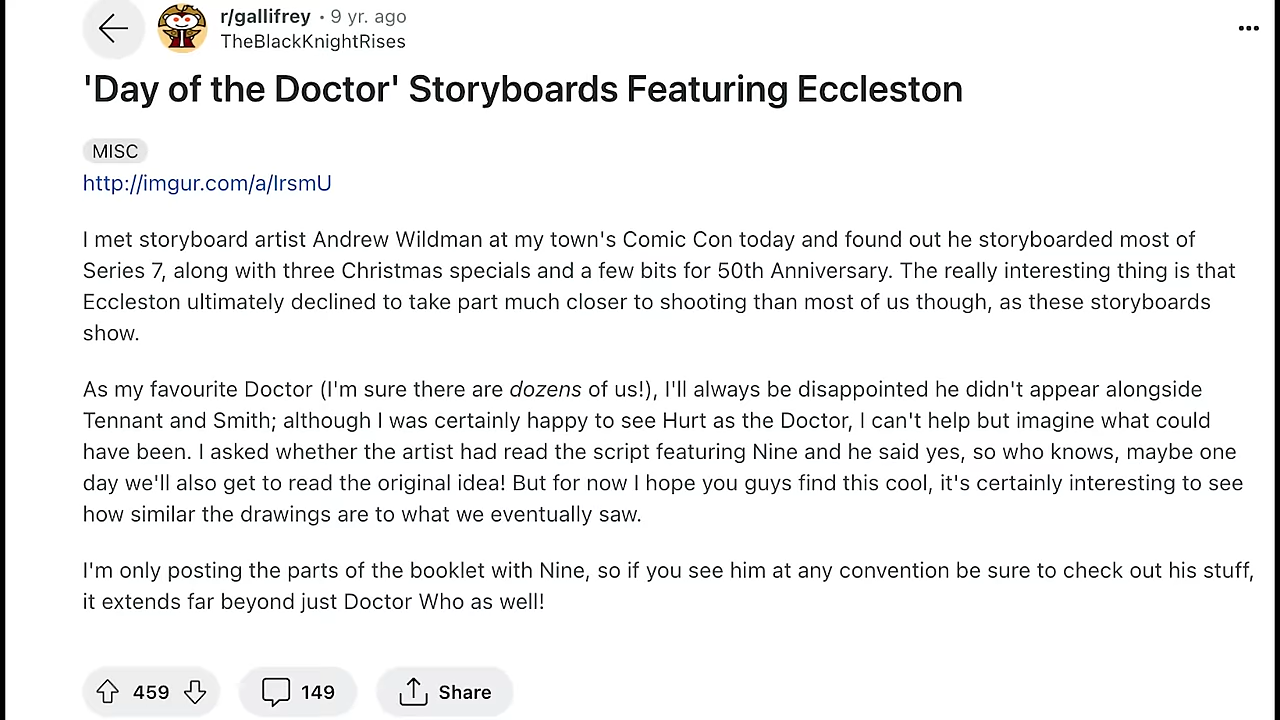 r/gallifrey • 9 yr. ago
TheBlackKnightRises
'Day of the Doctor' Storyboards Featuring Eccleston
MISC
http://imgur.com/a/IrsmU
I met storyboard artist Andrew Wildman at my town's Comic Con today and found out he storyboarded most of
Series 7, along with three Christmas specials and a few bits for 50th Anniversary. The really interesting thing is that
Eccleston ultimately declined to take part much closer to shooting than most of us though, as these storyboards
show.
As my favourite Doctor (I'm sure there are dozens of us!), I'll always be disappointed he didn't appear alongside
Tennant and Smith; although I was certainly happy to see Hurt as the Doctor, I can't help but imagine what could
have been. I asked whether the artist had read the script featuring Nine and he said yes, so who knows, maybe one
day we'll also get to read the original idea! But for now I hope you guys find this cool, it's certainly interesting to see
how similar the drawings are to what we eventually saw.
I'm only posting the parts of the booklet with Nine, so if you see him at any convention be sure to check out his stuff,
it extends far beyond just Doctor Who as well!
459 149 Share